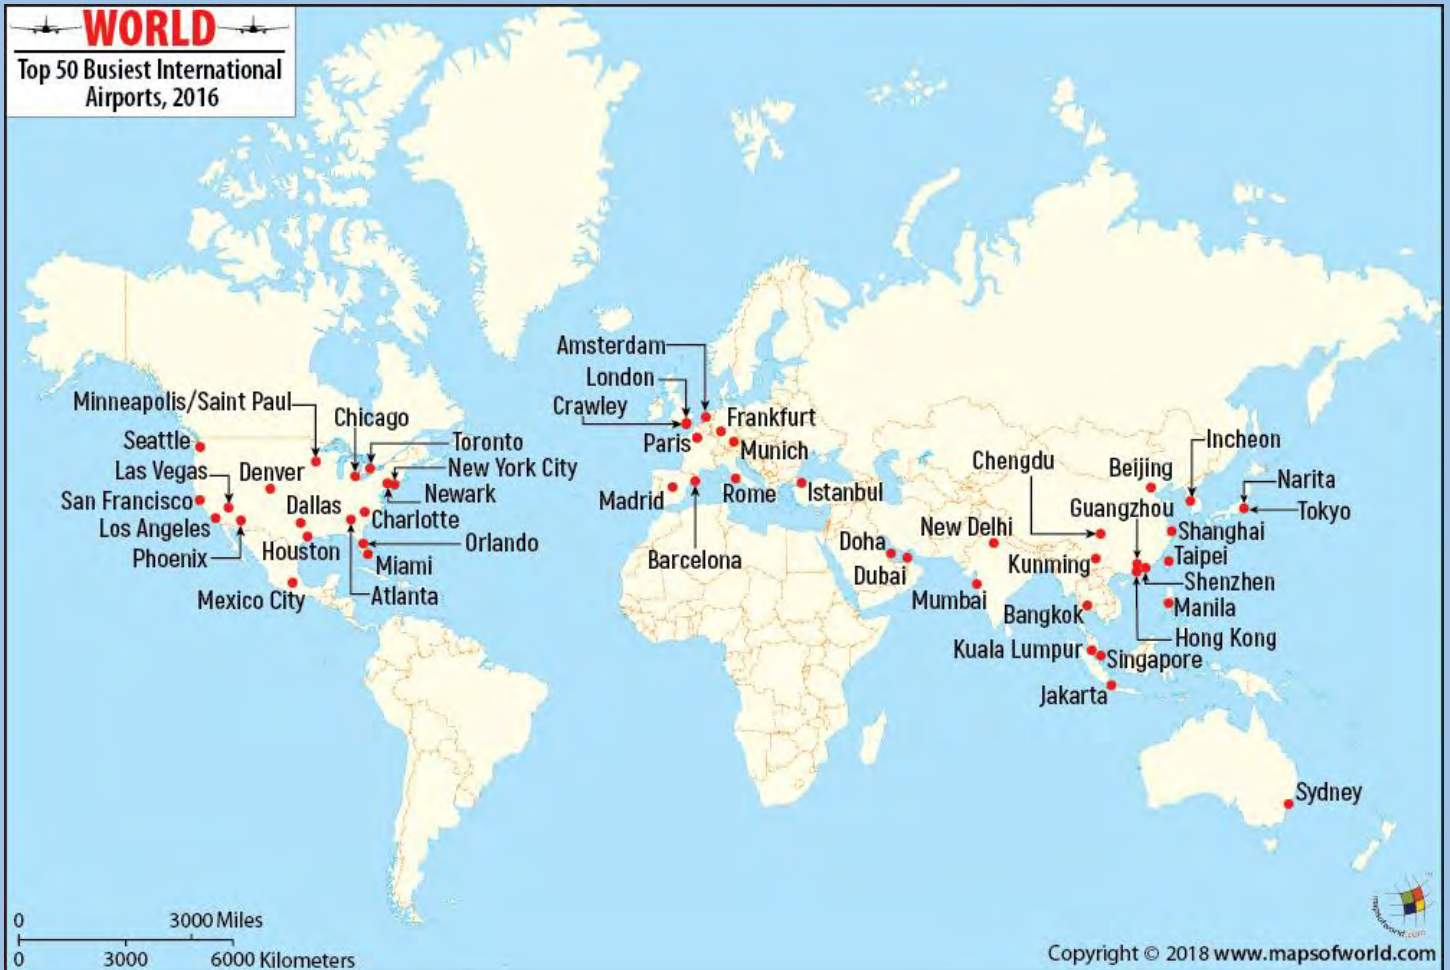 WORLD
Top 50 Busiest International
Airports, 2016
Amsterdam
London
Crawley
Frankfurt
Paris
Munich
Minneapolis/Saint Paul
Chicago
Seattle
Toronto
Las Vegas
Denver
New York City
Newark
San Francisco
Dallas
Los Angeles
Charlotte
Phoenix
Houston
Orlando
Miami
Mexico City
Atlanta
Madrid
Rome
Istanbul
Barcelona
Chengdu
Beijing
Incheon
Narita
Guangzhou
Tokyo
New Delhi
Shanghai
Doha
Kunming
Taipei
Dubai
Shenzhen
Mumbai
Bangkok
Manila
Hong Kong
Kuala Lumpur
Singapore
Jakarta
Sydney
0 3000 Miles
0 3000 6000 Kilometers
mapsofworld.com
Copyright © 2018 www.mapsofworld.com